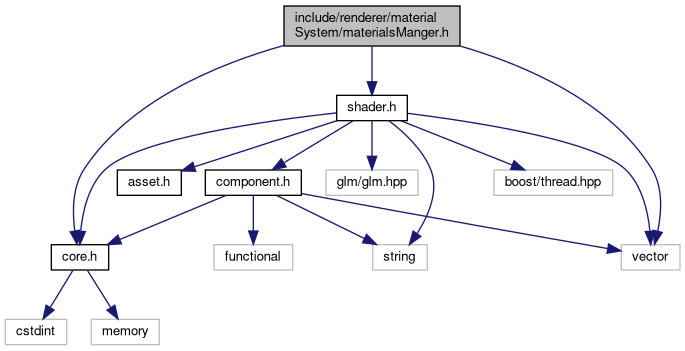 include/renderer/material
System/materialsManger.h
shader.h
asset.h
component.h
glm/glm.hpp
boost/thread.hpp
core.h
functional
string
vector
cstdint
memory